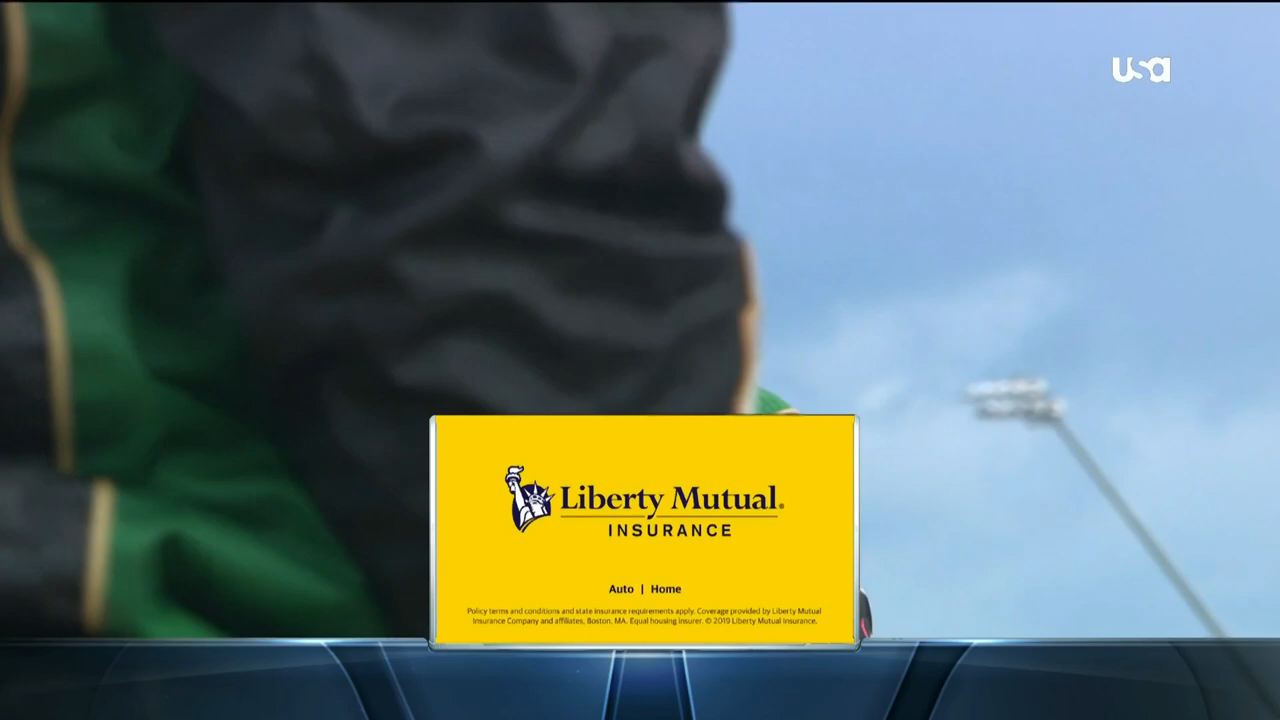 usa
Liberty Mutual®
INSURANCE
Auto | Home
Policy terms and conditions and state insurance requirements apply. Coverage provided by Liberty Mutual
Insurance Company and affiliates, Boston, MA. Equal housing insurer. © 2019 Liberty Mutual Insurance.